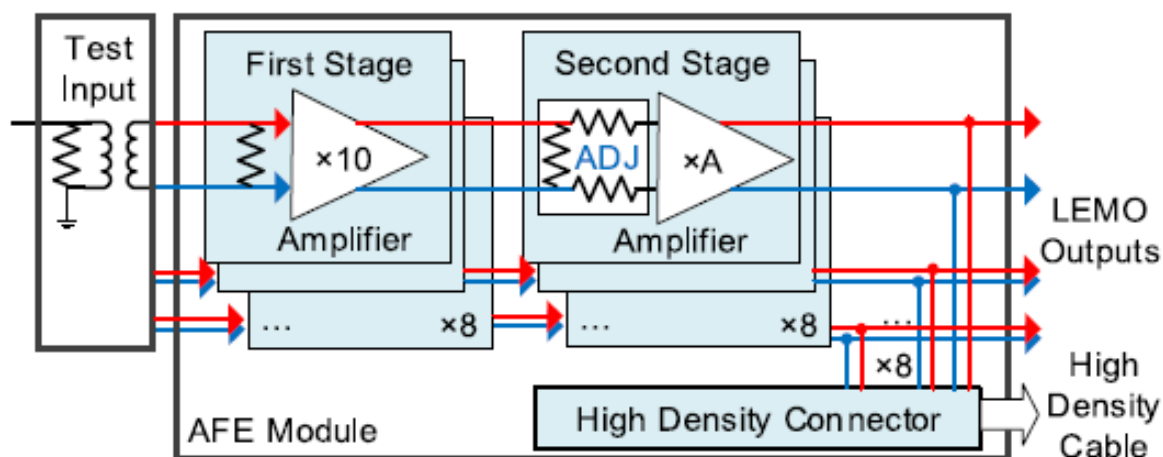 Test
Input
First Stage
×10
Amplifier
... ×8
Second Stage
ADJ
×A
Amplifier
... ×8
...
×8
LEMO
Outputs
AFE Module
High Density Connector
High
Density
Cable